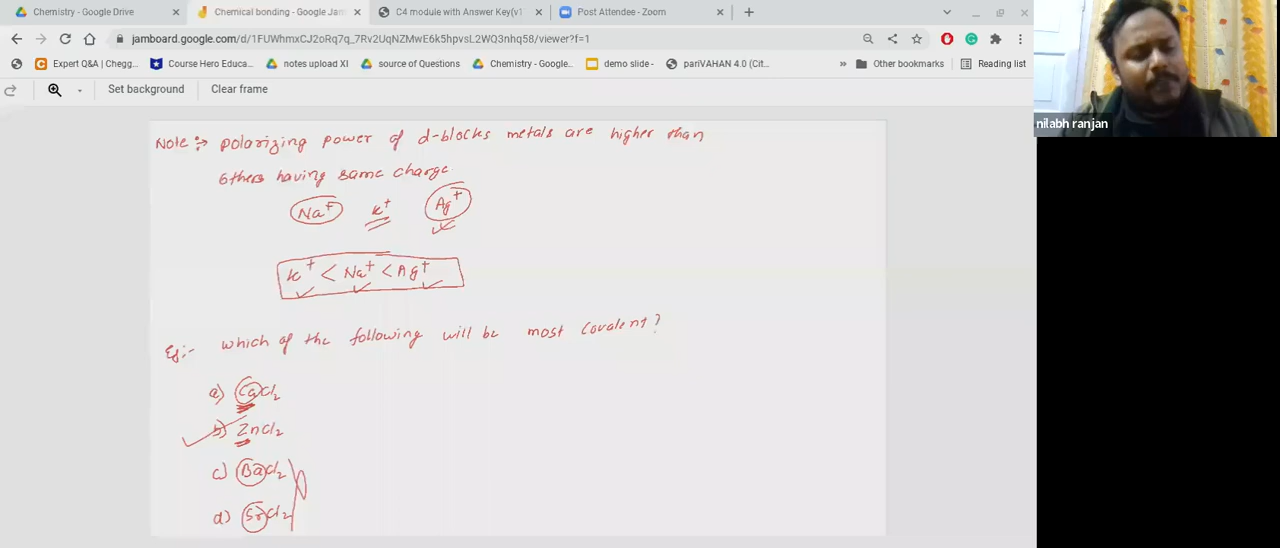 Chemistry - Google Drive
Chemical bonding - Google Jam
C4 module with Answer Key(v1
Post Attendee - Zoom
jamboard.google.com/d/1FUWhmxCJ2oRq7q_7Rv2UqNZMwE6k5hpvsL2WQ3nhq58/viewer?f=1
Expert Q&A | Chegg...
Course Hero Educa...
notes upload XI
source of Questions
Chemistry - Google...
demo slide -
pariVAHAN 4.0 (Cit...
»
Other bookmarks
Reading list
Set background
Clear frame
nilabh ranjan
Note :→ polarizing power of d-blocks metals are higher than
others having same charge.
Na⁺ K⁺ Ag⁺
K⁺ < Na⁺ < Ag⁺
Eg:- which of the following will be most covalent?
a) CaCl₂
b) ZnCl₂
c) BaCl₂
d) SrCl₂